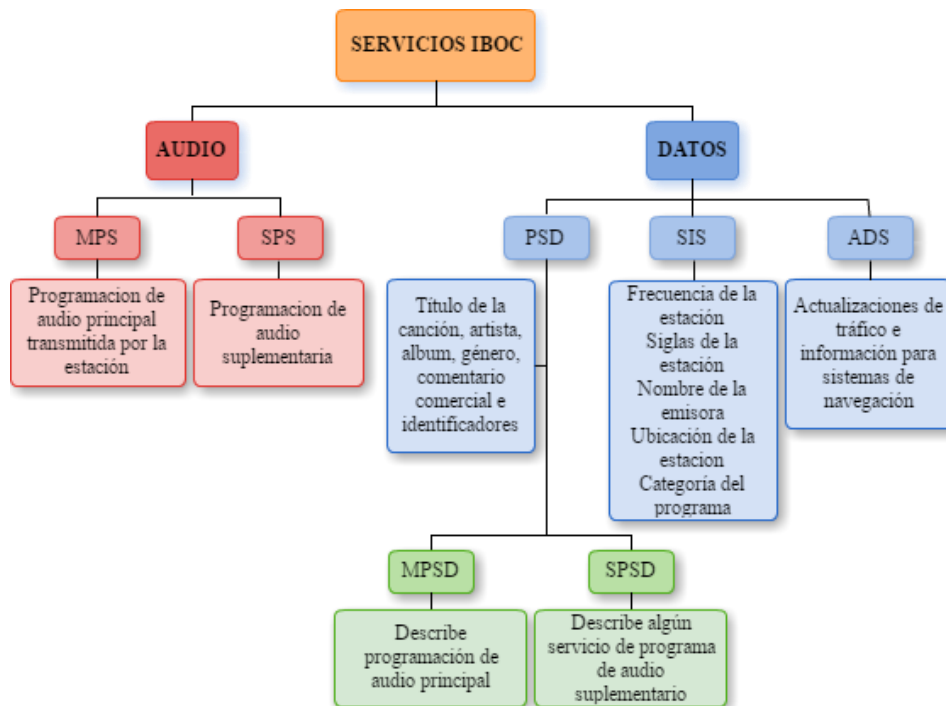 SERVICIOS IBOC
AUDIO
DATOS
MPS
SPS
PSD
SIS
ADS
Programacion de
audio principal
transmitida por la
estación
Programacion de
audio
suplementaria
Título de la
canción, artista,
album, género,
comentario
comercial e
identificadores
Frecuencia de la
estación
Siglas de la
estación
Nombre de la
emisora
Ubicación de la
estacion
Categoría del
programa
Actualizaciones de
tráfico e
información para
sistemas de
navegación
MPSD
SPSD
Describe
programación de
audio principal
Describe algún
servicio de programa
de audio
suplementario